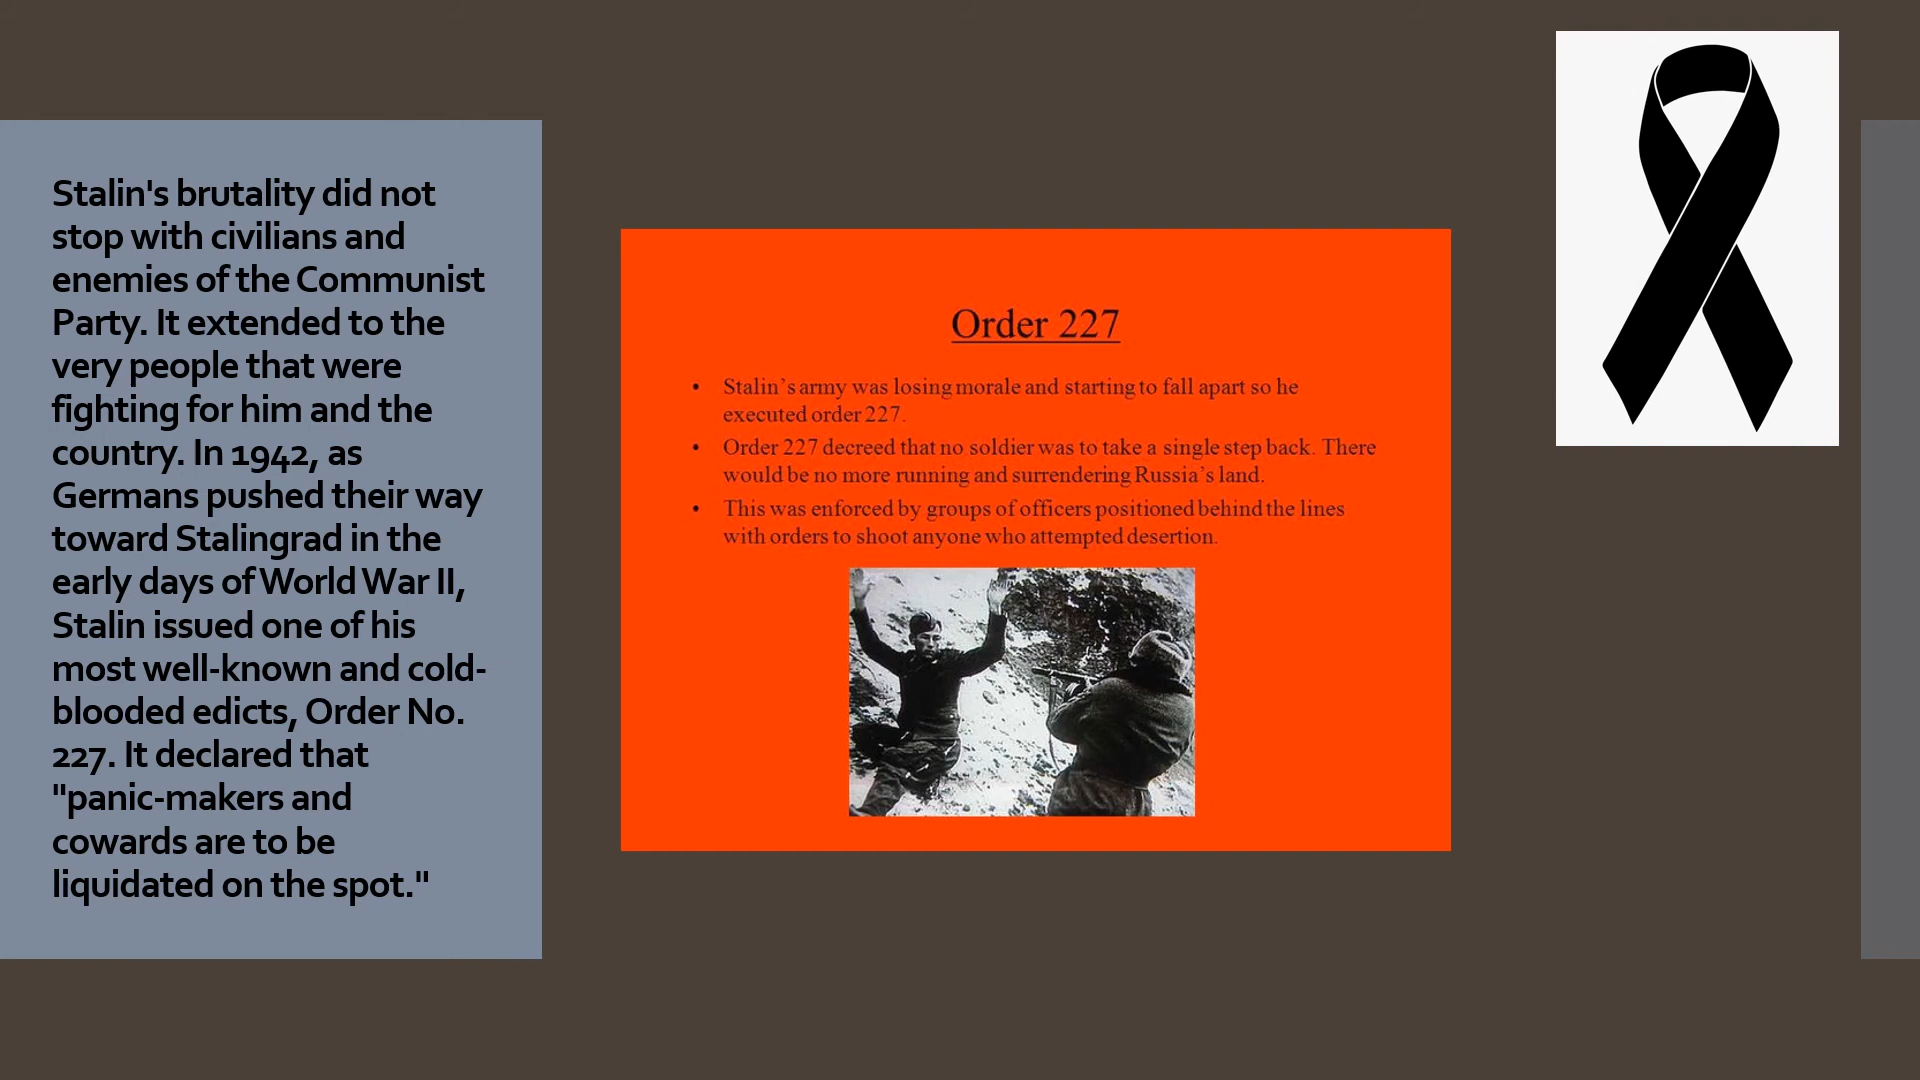 Stalin's brutality did not
stop with civilians and
enemies of the Communist
Party. It extended to the
very people that were
fighting for him and the
country. In 1942, as
Germans pushed their way
toward Stalingrad in the
early days of World War II,
Stalin issued one of his
most well-known and cold-
blooded edicts, Order No.
227. It declared that
"panic-makers and
cowards are to be
liquidated on the spot."
Order 227
• Stalin’s army was losing morale and starting to fall apart so he
executed order 227.
• Order 227 decreed that no soldier was to take a single step back. There
would be no more running and surrendering Russia’s land.
• This was enforced by groups of officers positioned behind the lines
with orders to shoot anyone who attempted desertion.